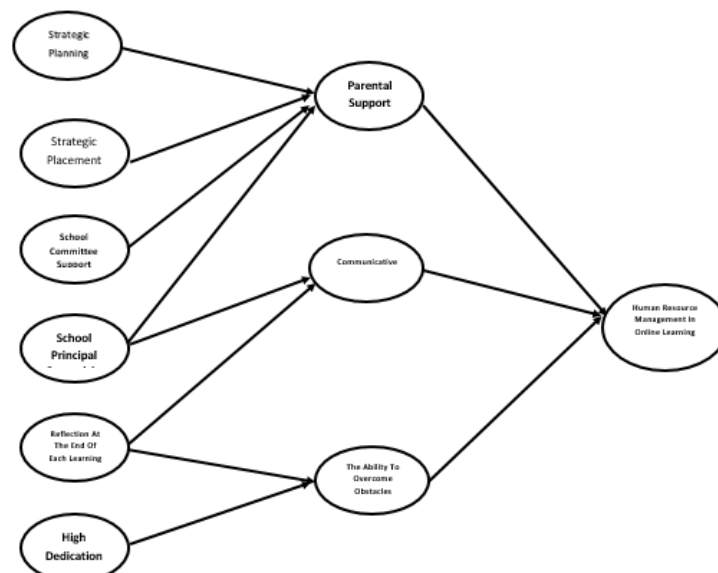 Strategic
Planning
Parental
Support
Strategic
Placement
School
Committee
Support
Communicative
Human Resource
Management In
Online Learning
School
Principal
Reflection At
The End Of
Each Learning
The Ability To
Overcome
Obstacles
High
Dedication